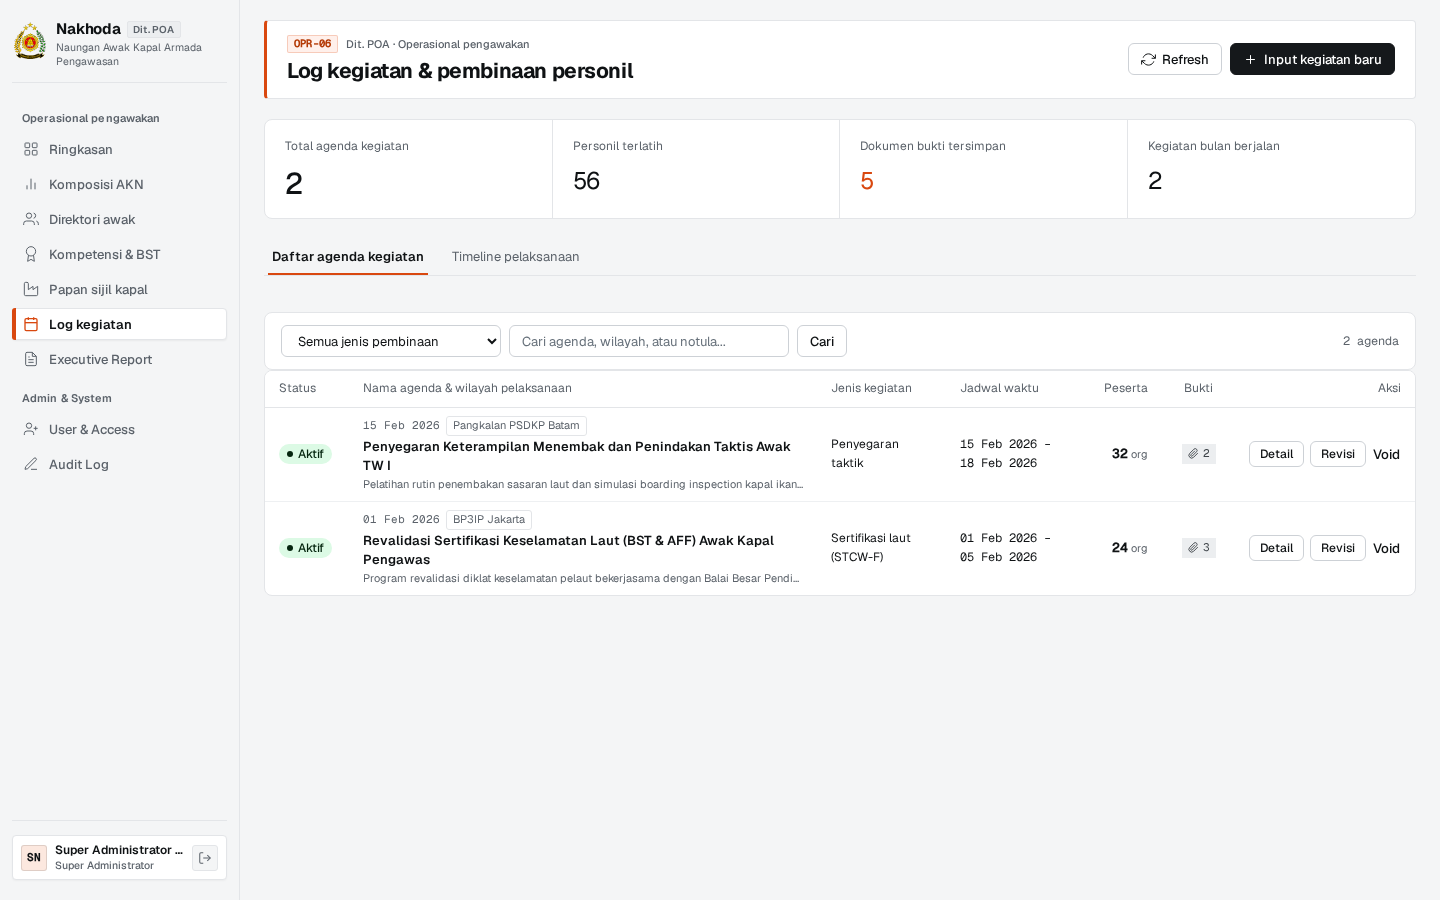 Nakhoda Dit. POA
Naungan Awak Kapal Armada
Pengawasan
Operasional pengawakan
Ringkasan
Komposisi AKN
Direktori awak
Kompetensi & BST
Papan sijil kapal
Log kegiatan
Executive Report
Admin & System
User & Access
Audit Log
SN
Super Administrator ...
Super Administrator
OPR-06 Dit. POA · Operasional pengawakan
Log kegiatan & pembinaan personil
Refresh
Input kegiatan baru
Total agenda kegiatan
2
Personil terlatih
56
Dokumen bukti tersimpan
5
Kegiatan bulan berjalan
2
Daftar agenda kegiatan
Timeline pelaksanaan
Semua jenis pembinaan
Cari agenda, wilayah, atau notula...
Cari
2 agenda
Status Nama agenda & wilayah pelaksanaan Jenis kegiatan Jadwal waktu Peserta Bukti Aksi
Aktif
15 Feb 2026 Pangkalan PSDKP Batam
Penyegaran Keterampilan Menembak dan Penindakan Taktis Awak
TW I
Pelatihan rutin penembakan sasaran laut dan simulasi boarding inspection kapal ikan...
Penyegaran
taktik
15 Feb 2026 -
18 Feb 2026
32 org
2
Detail Revisi Void
Aktif
01 Feb 2026 BP3IP Jakarta
Revalidasi Sertifikasi Keselamatan Laut (BST & AFF) Awak Kapal
Pengawas
Program revalidasi diklat keselamatan pelaut bekerjasama dengan Balai Besar Pendi...
Sertifikasi laut
(STCW-F)
01 Feb 2026 -
05 Feb 2026
24 org
3
Detail Revisi Void